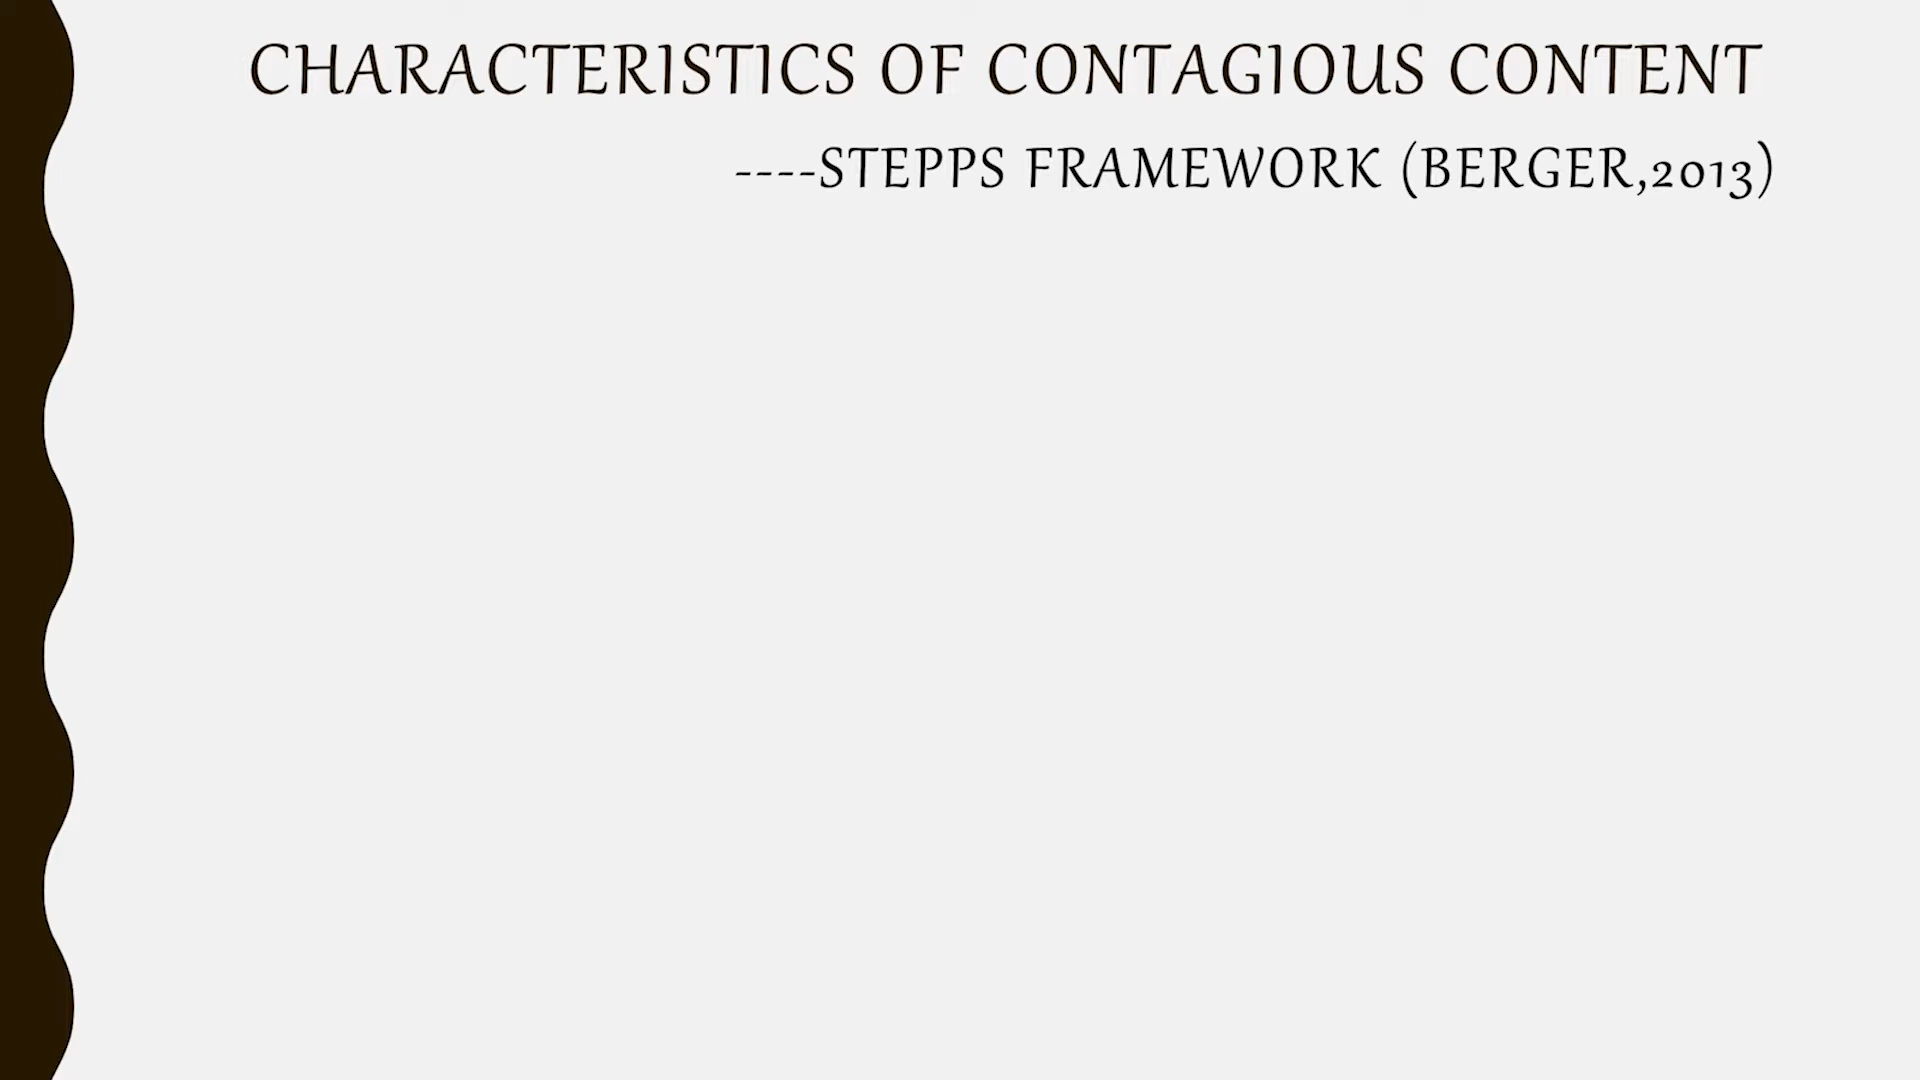 CHARACTERISTICS OF CONTAGIOUS CONTENT
----STEPPS FRAMEWORK (BERGER,2013)